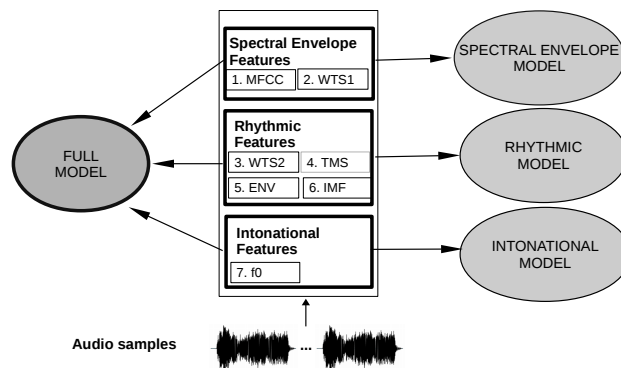 Spectral Envelope
Features
1. MFCC
2. WTS1
SPECTRAL ENVELOPE
MODEL
Rhythmic
Features
3. WTS2
4. TMS
5. ENV
6. IMF
RHYTHMIC
MODEL
FULL
MODEL
Intonational
Features
7. f0
INTONATIONAL
MODEL
Audio samples
...